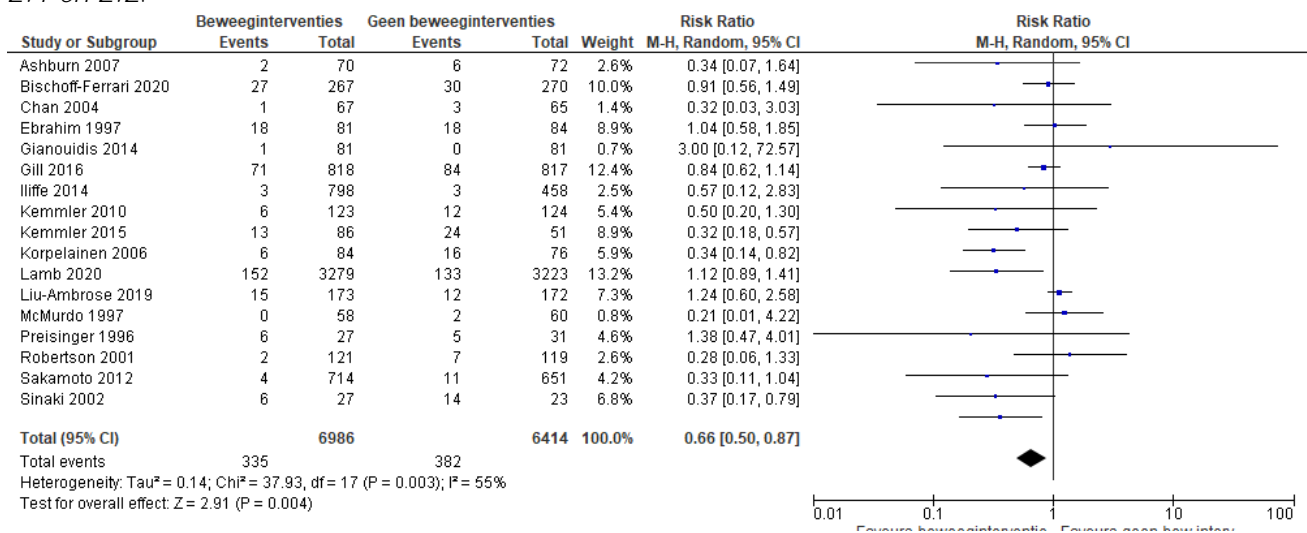 Beweeginterventies Geen beweeginterventies Risk Ratio Risk Ratio
Study or Subgroup Events Total Events Total Weight M-H, Random, 95% CI M-H, Random, 95% CI
Ashburn 2007 2 70 6 72 2.6% 0.34 [0.07, 1.64]
Bischoff-Ferrari 2020 27 267 30 270 10.0% 0.91 [0.56, 1.49]
Chan 2004 1 67 3 65 1.4% 0.32 [0.03, 3.03]
Ebrahim 1997 18 81 18 84 8.9% 1.04 [0.58, 1.85]
Gianouidis 2014 1 81 0 81 0.7% 3.00 [0.12, 72.57]
Gill 2016 71 818 84 817 12.4% 0.84 [0.62, 1.14]
Iliffe 2014 3 798 3 458 2.5% 0.57 [0.12, 2.83]
Kemmler 2010 6 123 12 124 5.4% 0.50 [0.20, 1.30]
Kemmler 2015 13 86 24 51 8.9% 0.32 [0.18, 0.57]
Korpelainen 2006 6 84 16 76 5.9% 0.34 [0.14, 0.82]
Lamb 2020 152 3279 133 3223 13.2% 1.12 [0.89, 1.41]
Liu-Ambrose 2019 15 173 12 172 7.3% 1.24 [0.60, 2.58]
McMurdo 1997 0 58 2 60 0.8% 0.21 [0.01, 4.22]
Preisinger 1996 6 27 5 31 4.6% 1.38 [0.47, 4.01]
Robertson 2001 2 121 7 119 2.6% 0.28 [0.06, 1.33]
Sakamoto 2012 4 714 11 651 4.2% 0.33 [0.11, 1.04]
Sinaki 2002 6 27 14 23 6.8% 0.37 [0.17, 0.79]
Total (95% CI) 6986 6414 100.0% 0.66 [0.50, 0.87]
Total events 335 382
Heterogeneity: Tau² = 0.14; Chi² = 37.93, df = 17 (P = 0.003); I² = 55%
Test for overall effect: Z = 2.91 (P = 0.004)
0.01 0.1 1 10 100